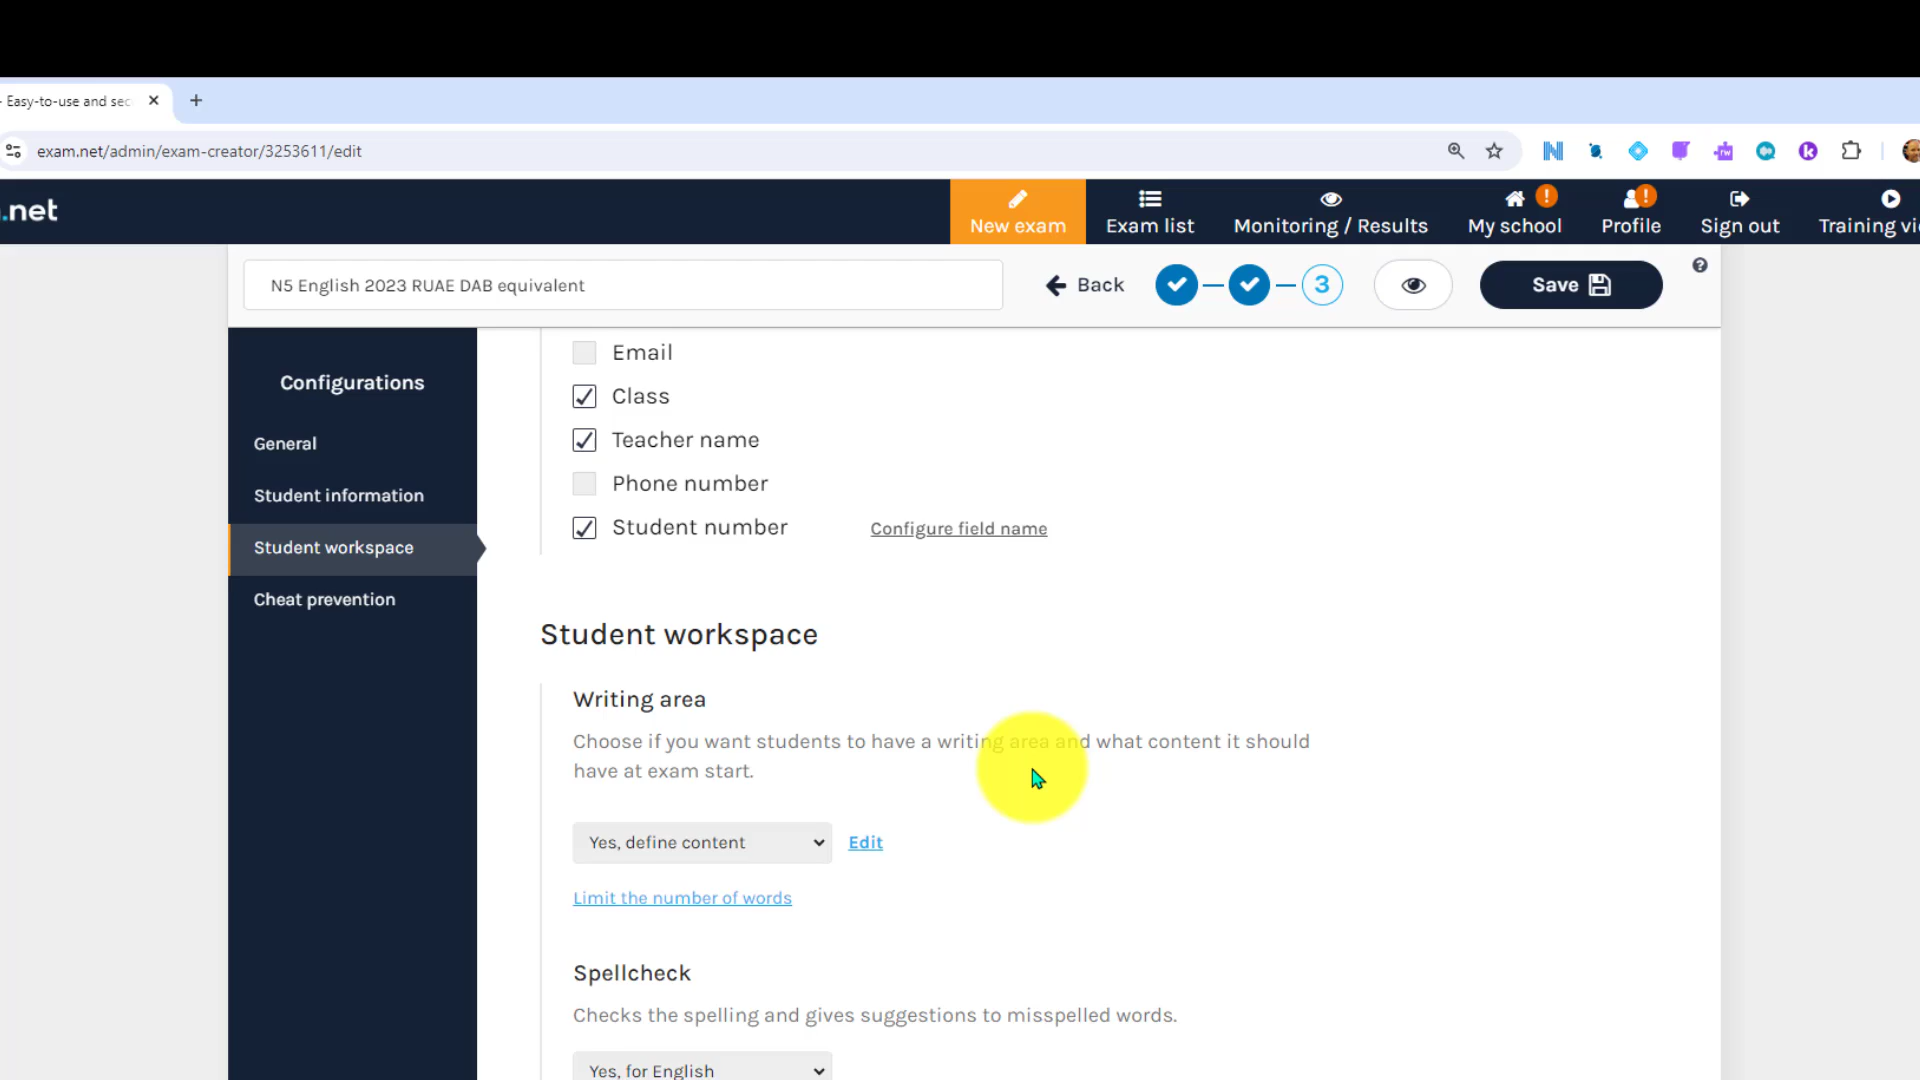 - Easy-to-use and sec
exam.net/admin/exam-creator/3253611/edit
.net
New exam
Exam list
Monitoring / Results
My school
Profile
Sign out
Training vi
N5 English 2023 RUAE DAB equivalent
Back
3
Save
Configurations
General
Student information
Student workspace
Cheat prevention
Email
Class
Teacher name
Phone number
Student number
Configure field name
Student workspace
Writing area
Choose if you want students to have a writing area and what content it should
have at exam start.
Yes, define content
Edit
Limit the number of words
Spellcheck
Checks the spelling and gives suggestions to misspelled words.
Yes, for English